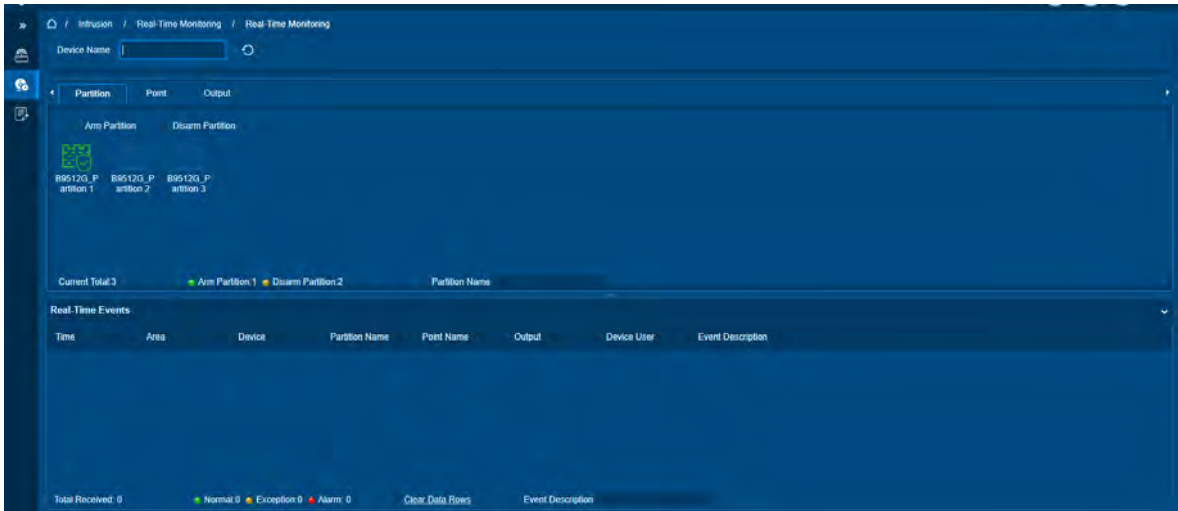 / Intrusion / Real-Time Monitoring / Real-Time Monitoring
Device Name
Partition Point Output
Arm Partition Disarm Partition
B9512G_P B9512G_P B9512G_P
artition 1 artition 2 artition 3
Current Total:3 Arm Partition:1 Disarm Partition:2 Partition Name
Real-Time Events
Time Area Device Partition Name Point Name Output Device User Event Description
Total Received: 0 Normal:0 Exception:0 Alarm: 0 Clear Data Rows Event Description